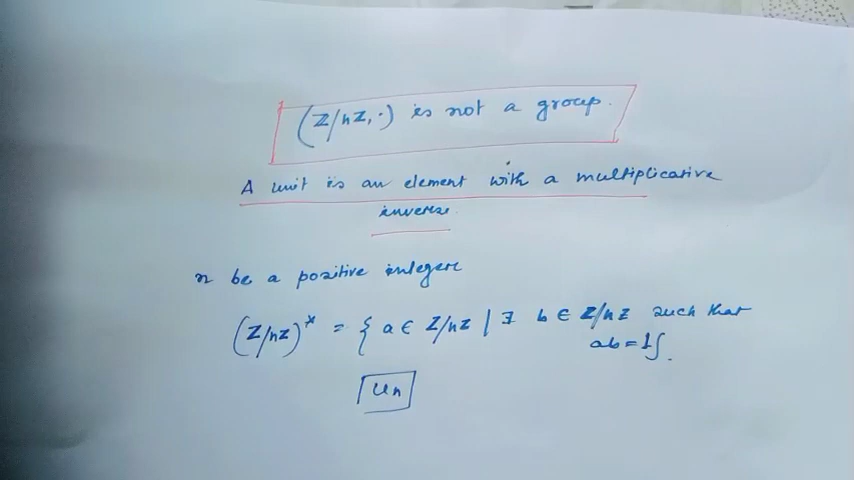 (Z/nZ, ·) is not a group.
A unit is an element with a multiplicative
inverse.
n be a positive integer
(Z/nZ)* = { a ∈ Z/nZ | ∃ b ∈ Z/nZ such that
ab = 1}.
Un